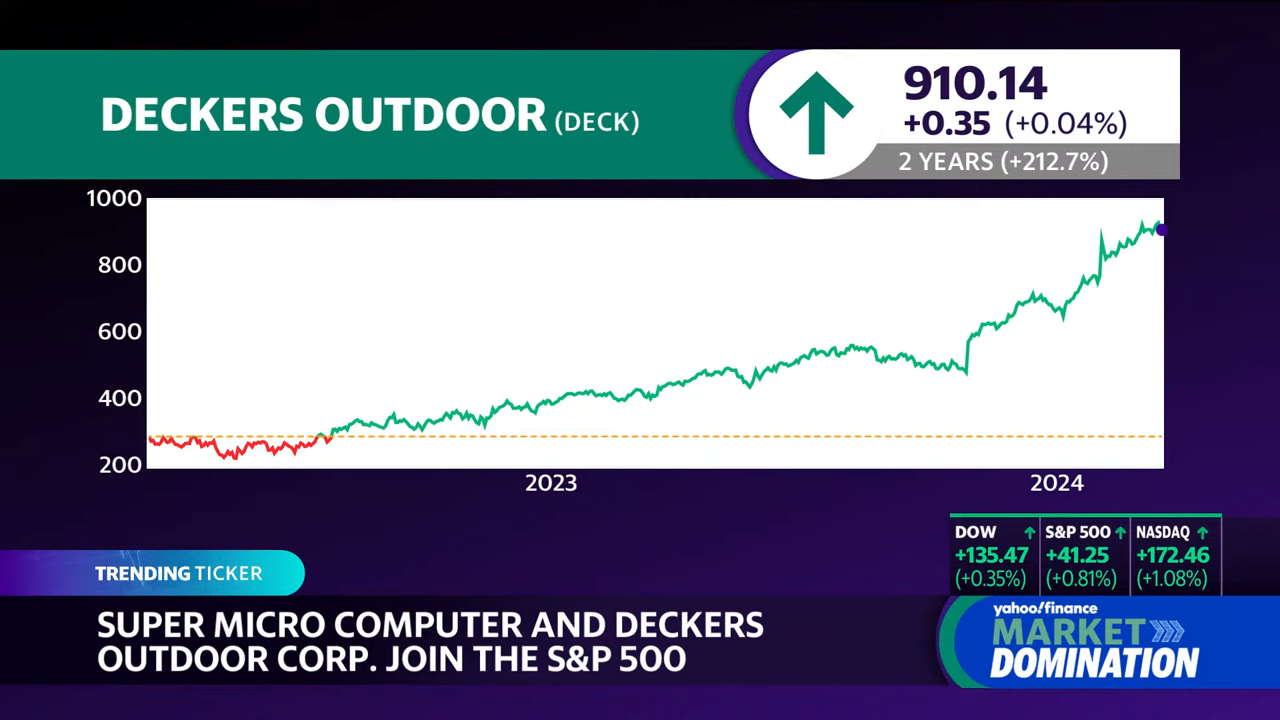 DECKERS OUTDOOR (DECK)
910.14
+0.35 (+0.04%)
2 YEARS (+212.7%)
1000
800
600
400
200
2023
2024
DOW
+135.47
(+0.35%)
S&P 500
+41.25
(+0.81%)
NASDAQ
+172.46
(+1.08%)
TRENDING TICKER
SUPER MICRO COMPUTER AND DECKERS
OUTDOOR CORP. JOIN THE S&P 500
yahoo!finance
MARKET
DOMINATION